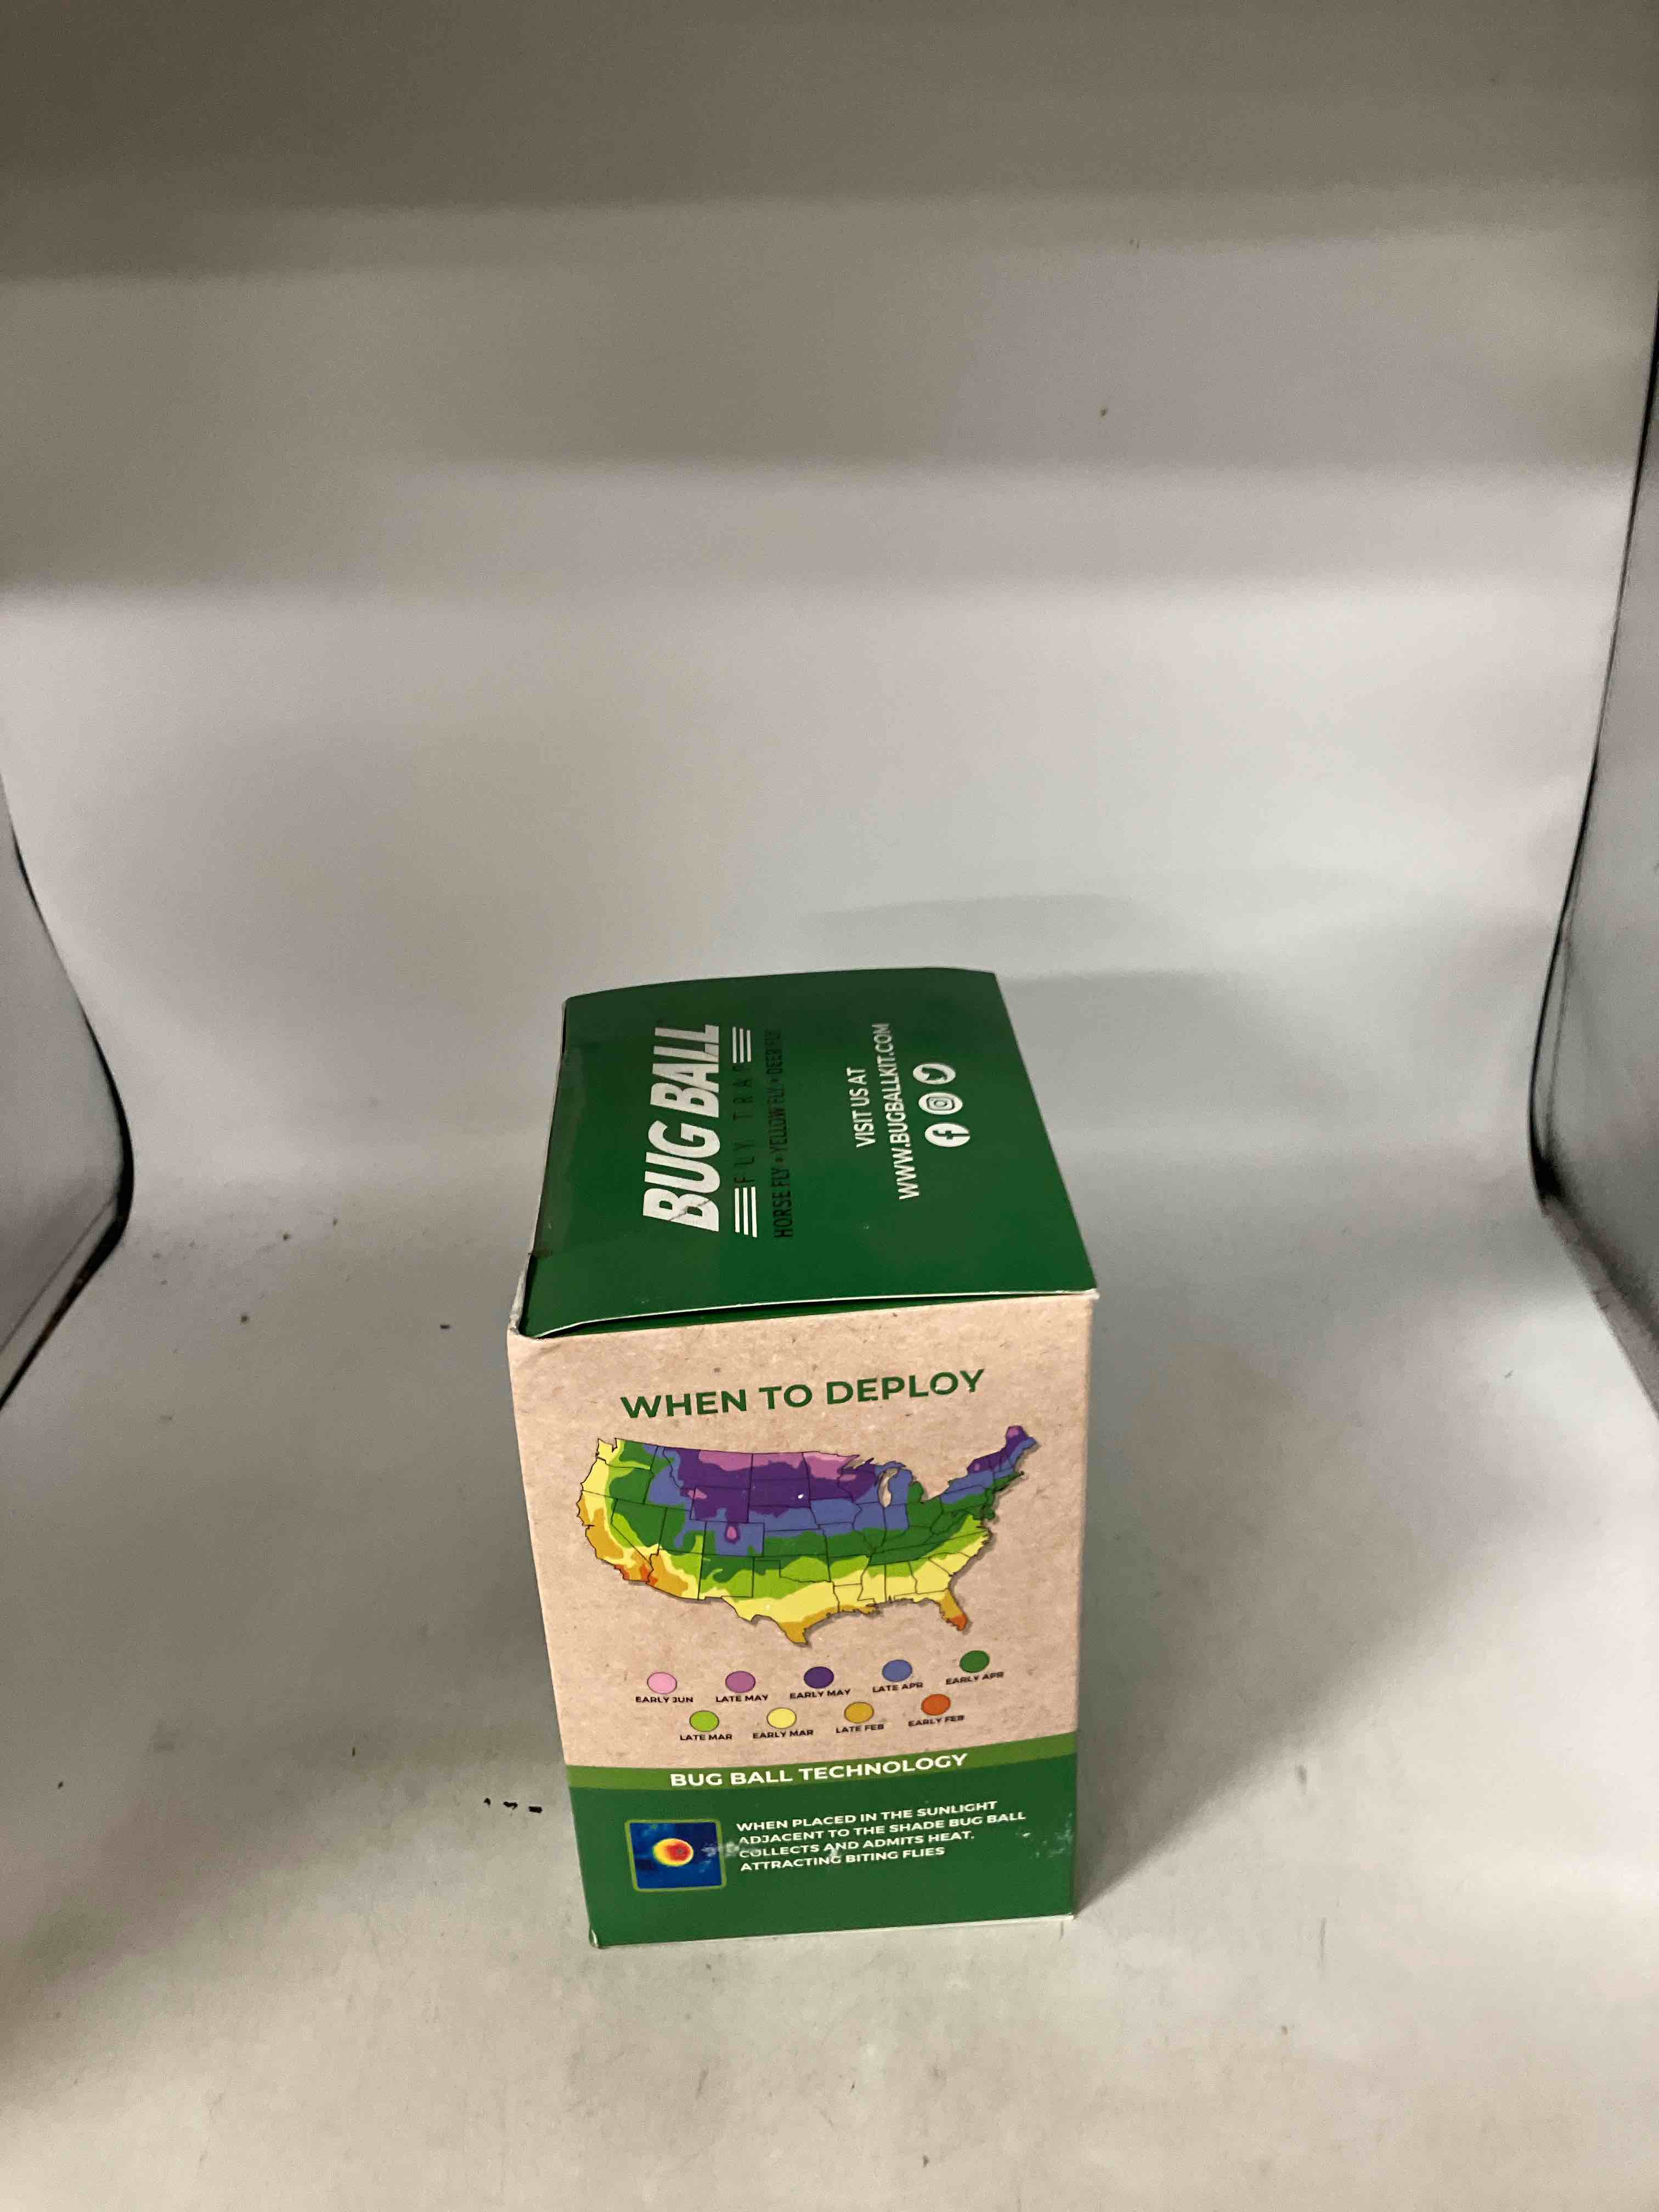 BUG BALL
FLY TRAP
HORSE FLY • YELLOW FLY • DEER FLY
VISIT US AT
WWW.BUGBALLKIT.COM
WHEN TO DEPLOY
EARLY JUN LATE MAY EARLY MAY LATE APR EARLY APR
LATE MAR EARLY MAR LATE FEB EARLY FEB
BUG BALL TECHNOLOGY
WHEN PLACED IN THE SUNLIGHT
ADJACENT TO THE SHADE BUG BALL
COLLECTS AND ADMITS HEAT.
ATTRACTING BITING FLIES